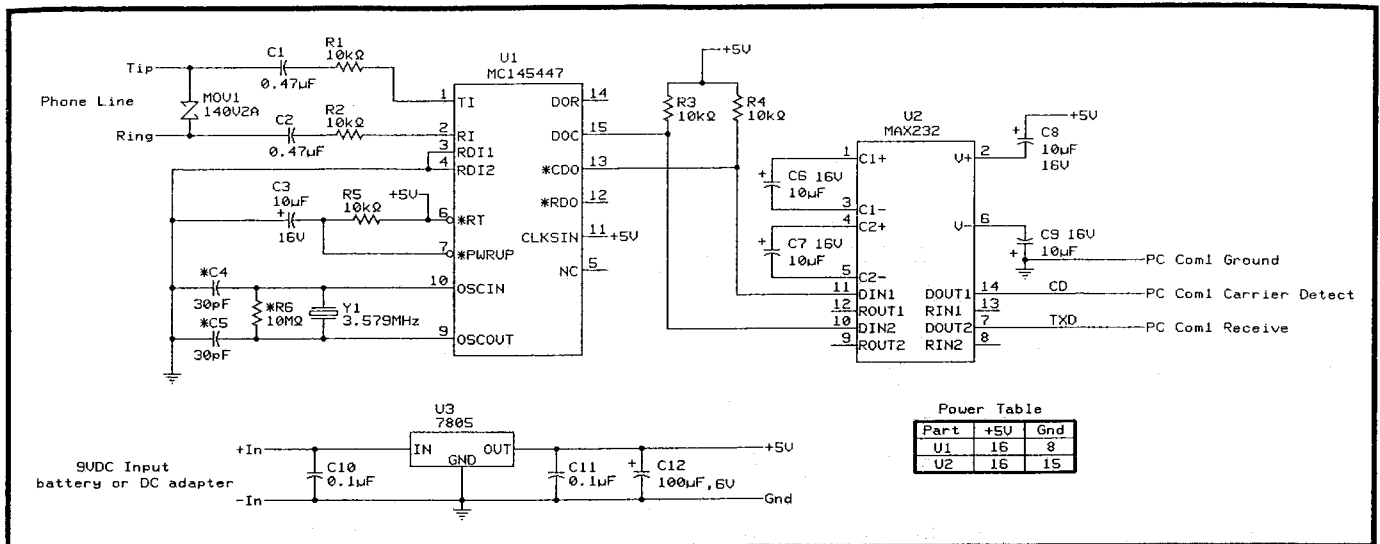 C1
0.47µF
R1
10kΩ
Tip
Phone Line
MOV1
140V2A
Ring
C2
0.47µF
R2
10kΩ
C3
10µF
+
16V
R5
10kΩ
+5V
*C4
30pF
*C5
30pF
*R6
10MΩ
Y1
3.579MHz
U1
MC145447
1 TI
2 RI
3 RDI1
4 RDI2
6 *RT
7 *PWRUP
10 OSCIN
9 OSCOUT
DOR 14
DOC 15
*CDO 13
*RDO 12
CLKSIN 11 +5V
NC 5
+5V
R3
10kΩ
R4
10kΩ
U2
MAX232
1 C1+
+ C6 16V
10µF
3 C1-
4 C2+
+ C7 16V
10µF
5 C2-
11 DIN1
12 ROUT1
10 DIN2
9 ROUT2
V+ 2
V- 6
DOUT1 14
RIN1 13
DOUT2 7
RIN2 8
+5V
+ C8
10µF
16V
C9 16V
+ 10µF
PC Com1 Ground
CD
PC Com1 Carrier Detect
TXD
PC Com1 Receive
U3
7805
+In
IN OUT
GND
+5V
9VDC Input
battery or DC adapter
C10
0.1µF
C11
0.1µF
+ C12
100µF,6V
-In
Gnd
Power Table
Part +5V Gnd
U1 16 8
U2 16 15